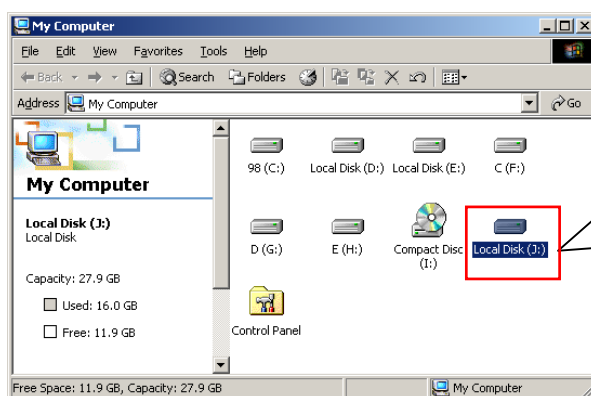 My Computer
File Edit View Favorites Tools Help
Back Search Folders
Address My Computer Go
My Computer
Local Disk (J:)
Local Disk
Capacity: 27.9 GB
Used: 16.0 GB
Free: 11.9 GB
98 (C:) Local Disk (D:) Local Disk (E:) C (F:)
D (G:) E (H:) Compact Disc (I:) Local Disk (J:)
Control Panel
Free Space: 11.9 GB, Capacity: 27.9 GB My Computer